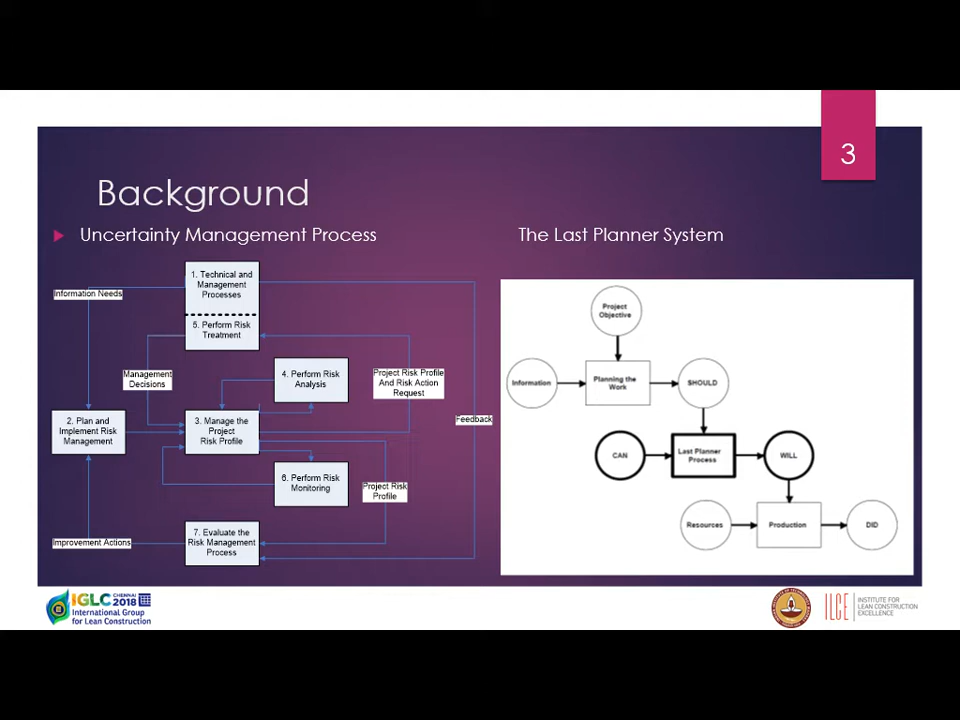 3
Background
Uncertainty Management Process
The Last Planner System
1. Technical and
Management
Processes
Information Needs
5. Perform Risk
Treatment
Management
Decisions
4. Perform Risk
Analysis
Project Risk Profile
And Risk Action
Request
2. Plan and
Implement Risk
Management
3. Manage the
Project
Risk Profile
Feedback
6. Perform Risk
Monitoring
Project Risk
Profile
7. Evaluate the
Risk Management
Process
Improvement Actions
Project
Objective
Information
Planning the
Work
SHOULD
CAN
Last Planner
Process
WILL
Resources
Production
DID
IGLC CHENNAI 2018
International Group
for Lean Construction
ILCE
INSTITUTE FOR
LEAN CONSTRUCTION
EXCELLENCE